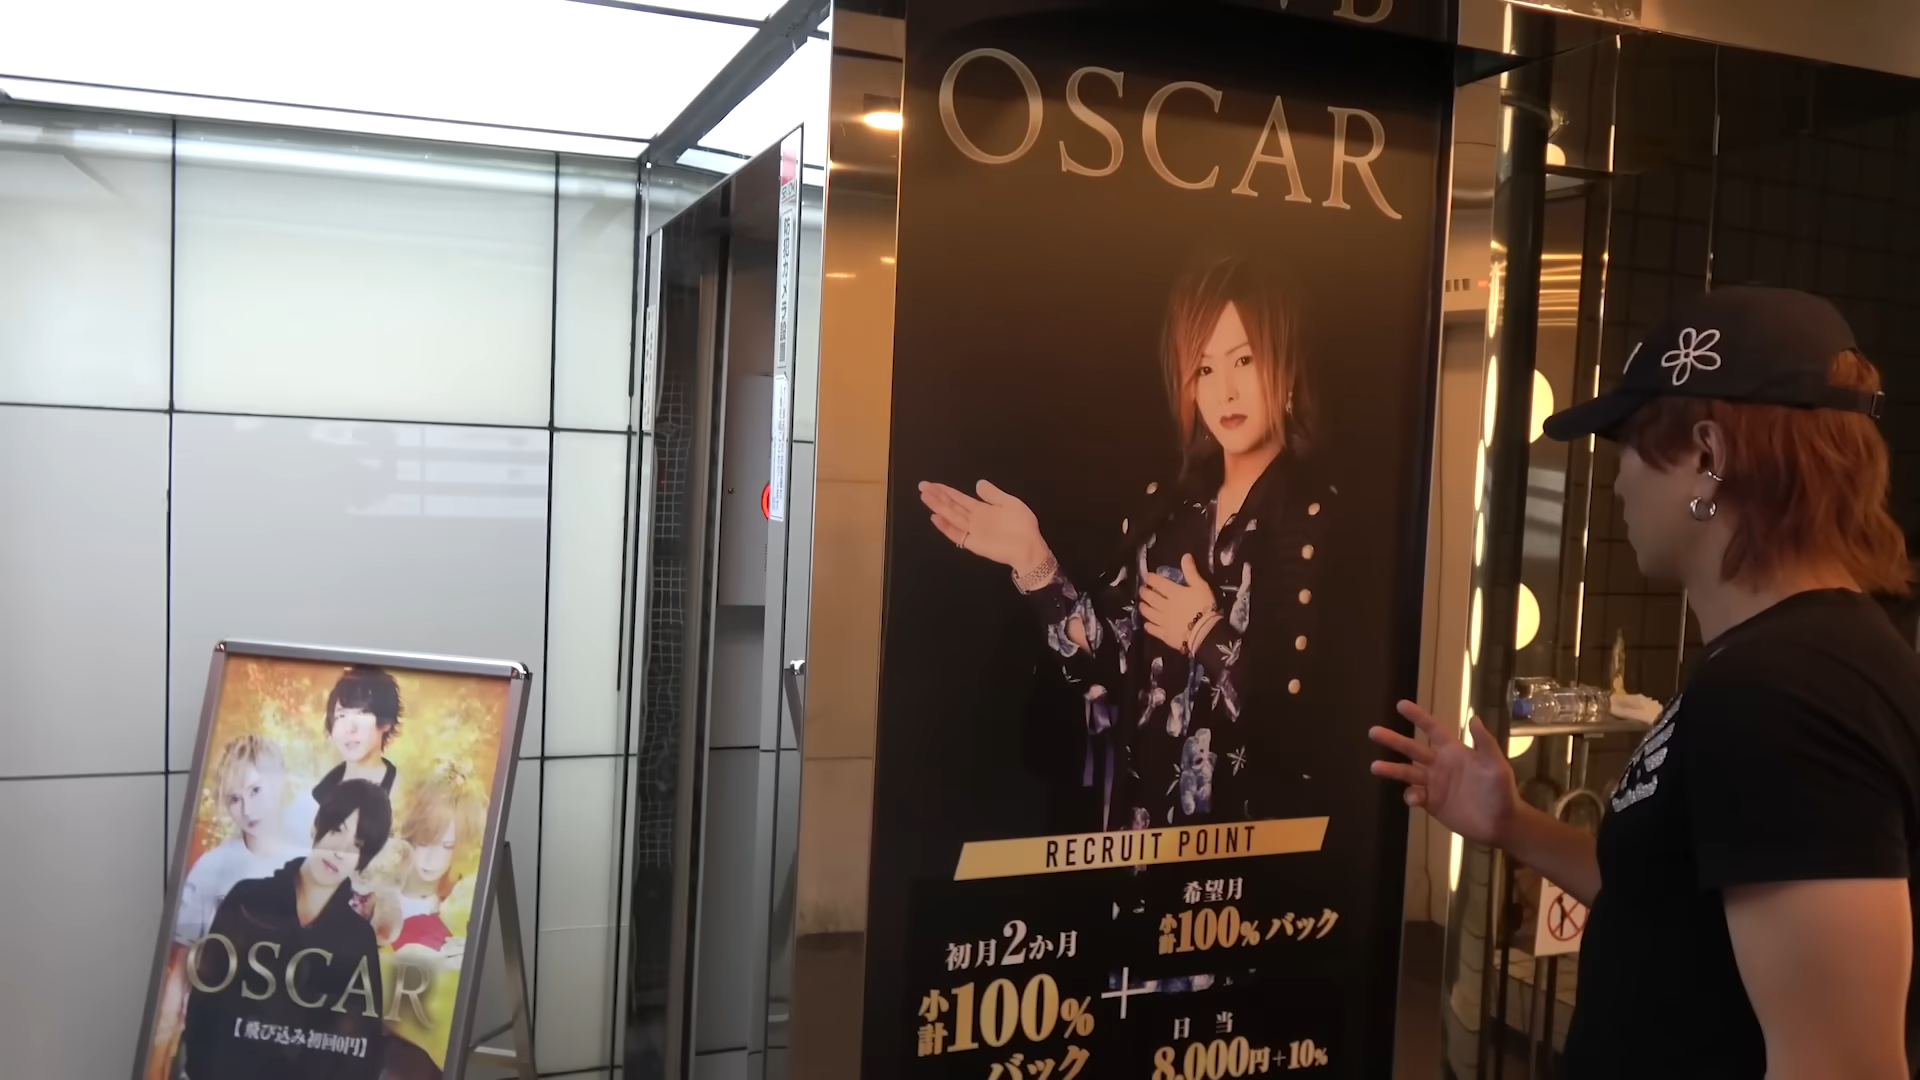 OSCAR
RECRUIT POINT
初月2か月
小計100%
バック
希望月
小計100%バック
+
日当
8,000円+10%
OSCAR
【飛び込み初回0円】